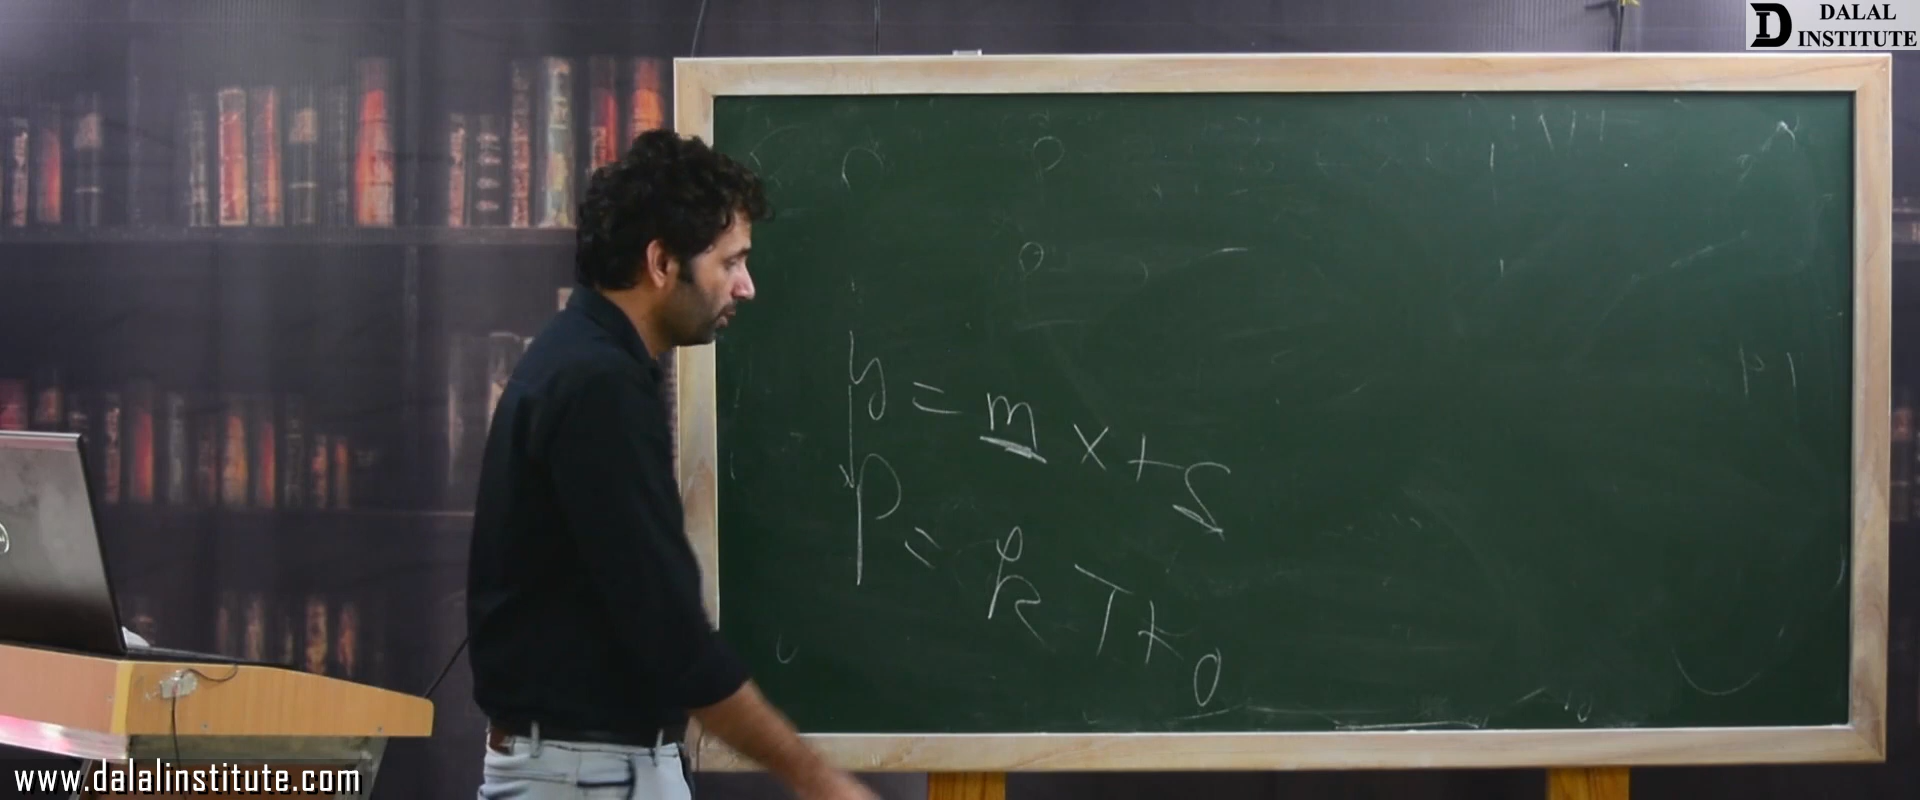 DALAL
INSTITUTE
y = m x + c
P = k T + 0
www.dalalinstitute.com